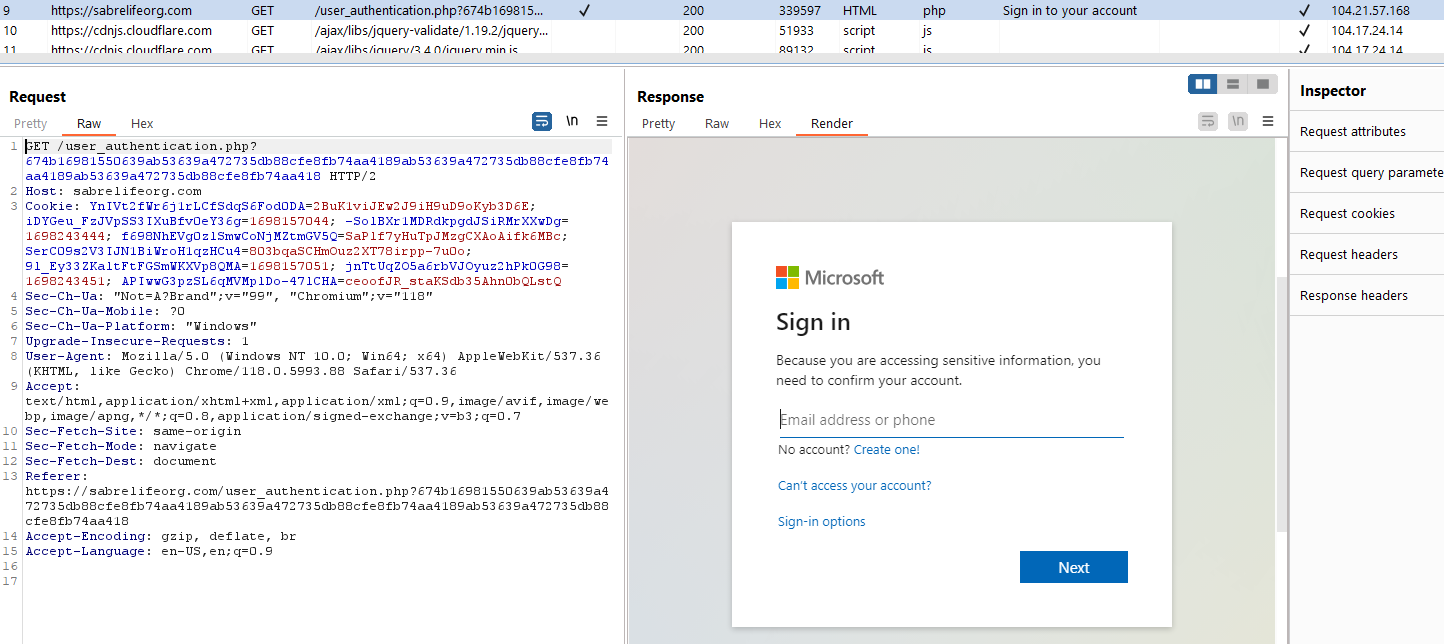 9 https://sabrelifeorg.com GET /user_authentication.php?674b169815... 200 339597 HTML php Sign in to your account 104.21.57.168
10 https://cdnjs.cloudflare.com GET /ajax/libs/jquery-validate/1.19.2/jquery... 200 51933 script js 104.17.24.14
11 https://cdnjs.cloudflare.com GET /ajax/libs/jquery/3.4.0/jquery.min.js 200 89132 script js 104.17.24.14
Request
Pretty Raw Hex \n
1 GET /user_authentication.php?
674b16981550639ab53639a472735db88cfe8fb74aa4189ab53639a472735db88cfe8fb74
aa4189ab53639a472735db88cfe8fb74aa418 HTTP/2
2 Host: sabrelifeorg.com
3 Cookie: YnIVt2fWr6j1rLCfSdqS6FodODA=2BuK1viJEw2J9iH9uD9oKyb3D6E;
iDYGeu_FzJVpSS3IXuBfvOeY36g=1698157044; -SolBXr1MDRdkpgdJSiRMrXXwDg=
1698243444; f698NhEVgOzlSmwCoNjMZtmGV5Q=SaPlf7yHuTpJMzgCXAoAifk6MBc;
SerCO9s2V3IJNlBiWroHlqzHCu4=803bqaSCHmOuz2XT78irpp-7uOo;
9l_Ey33ZKaltFtFGSmWKXVp8QMA=1698157051; jnTtUqZO5a6rbVJOyuz2hPkOG98=
1698243451; APIwwG3pzSL6qMVMplDo-47lCHA=ceoofJR_staKSdb35AhnObQLstQ
4 Sec-Ch-Ua: "Not=A?Brand";v="99", "Chromium";v="118"
5 Sec-Ch-Ua-Mobile: ?0
6 Sec-Ch-Ua-Platform: "Windows"
7 Upgrade-Insecure-Requests: 1
8 User-Agent: Mozilla/5.0 (Windows NT 10.0; Win64; x64) AppleWebKit/537.36
(KHTML, like Gecko) Chrome/118.0.5993.88 Safari/537.36
9 Accept:
text/html,application/xhtml+xml,application/xml;q=0.9,image/avif,image/we
bp,image/apng,*/*;q=0.8,application/signed-exchange;v=b3;q=0.7
10 Sec-Fetch-Site: same-origin
11 Sec-Fetch-Mode: navigate
12 Sec-Fetch-Dest: document
13 Referer:
https://sabrelifeorg.com/user_authentication.php?674b16981550639ab53639a4
72735db88cfe8fb74aa4189ab53639a472735db88cfe8fb74aa4189ab53639a472735db88
cfe8fb74aa418
14 Accept-Encoding: gzip, deflate, br
15 Accept-Language: en-US,en;q=0.9
16
17
Response
Pretty Raw Hex Render \n
Microsoft
Sign in
Because you are accessing sensitive information, you
need to confirm your account.
Email address or phone
No account? Create one!
Can't access your account?
Sign-in options
Next
Inspector
Request attributes
Request query paramete
Request cookies
Request headers
Response headers